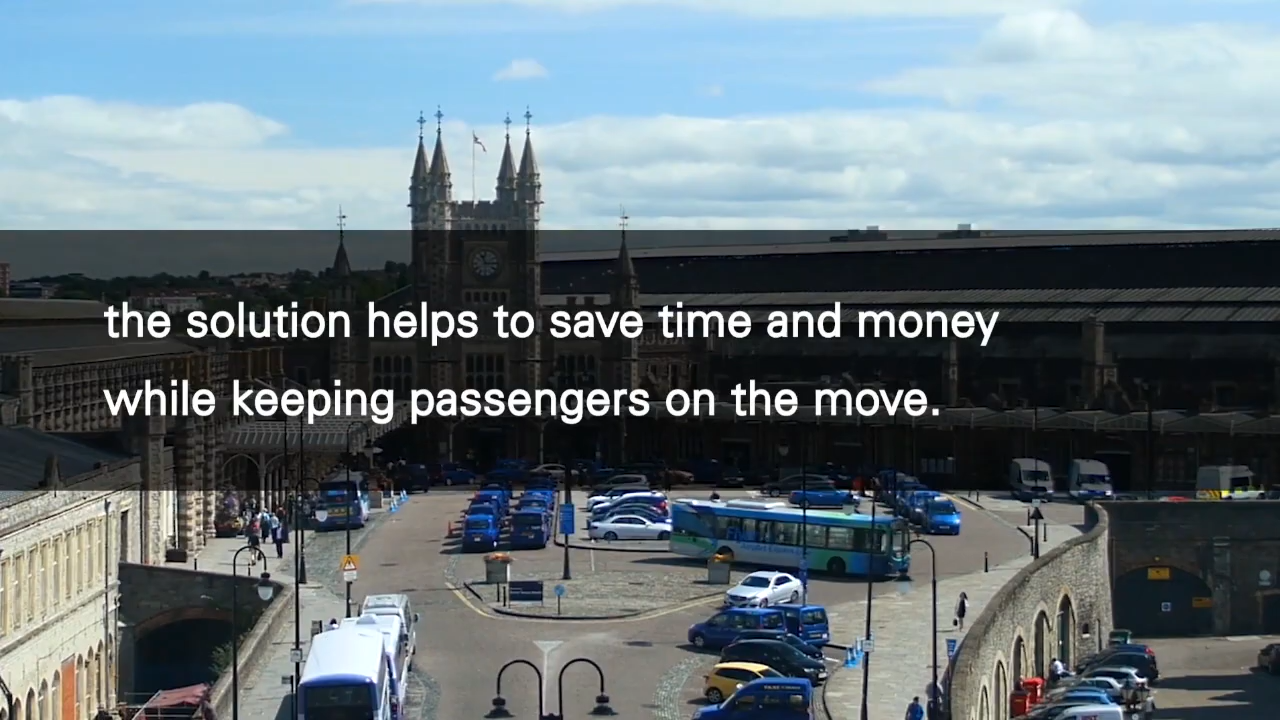 the solution helps to save time and money
while keeping passengers on the move.